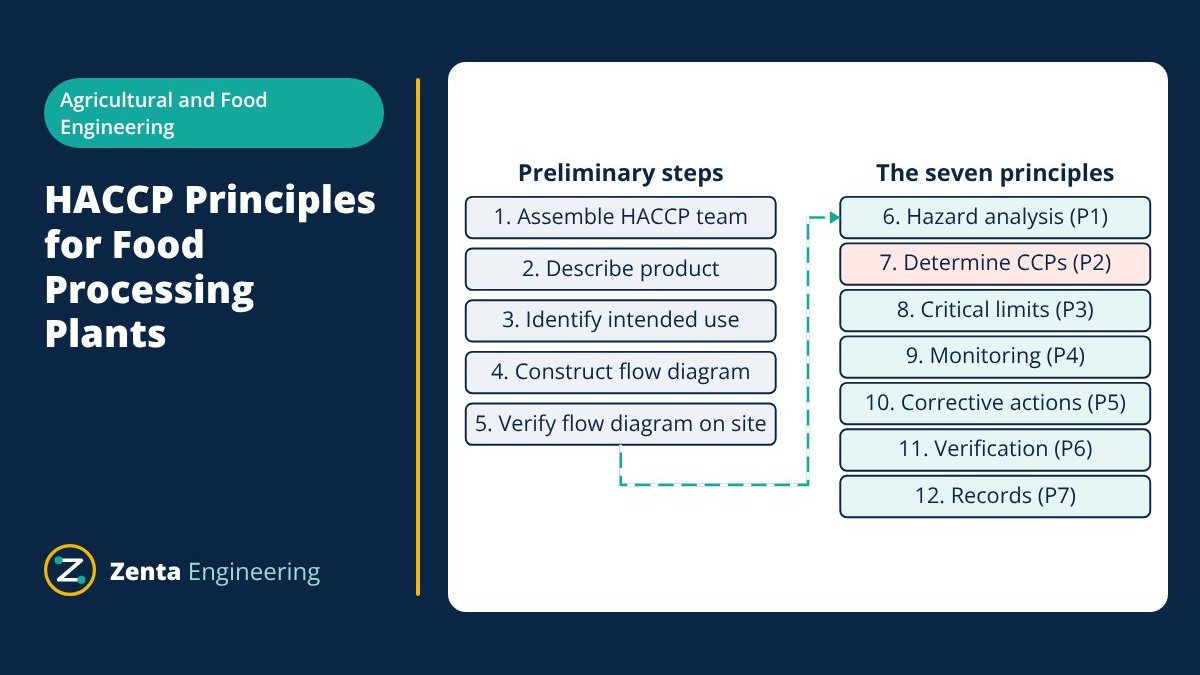 Agricultural and Food
Engineering
HACCP Principles
for Food
Processing
Plants
Zenta Engineering
Preliminary steps
1. Assemble HACCP team
2. Describe product
3. Identify intended use
4. Construct flow diagram
5. Verify flow diagram on site
The seven principles
6. Hazard analysis (P1)
7. Determine CCPs (P2)
8. Critical limits (P3)
9. Monitoring (P4)
10. Corrective actions (P5)
11. Verification (P6)
12. Records (P7)